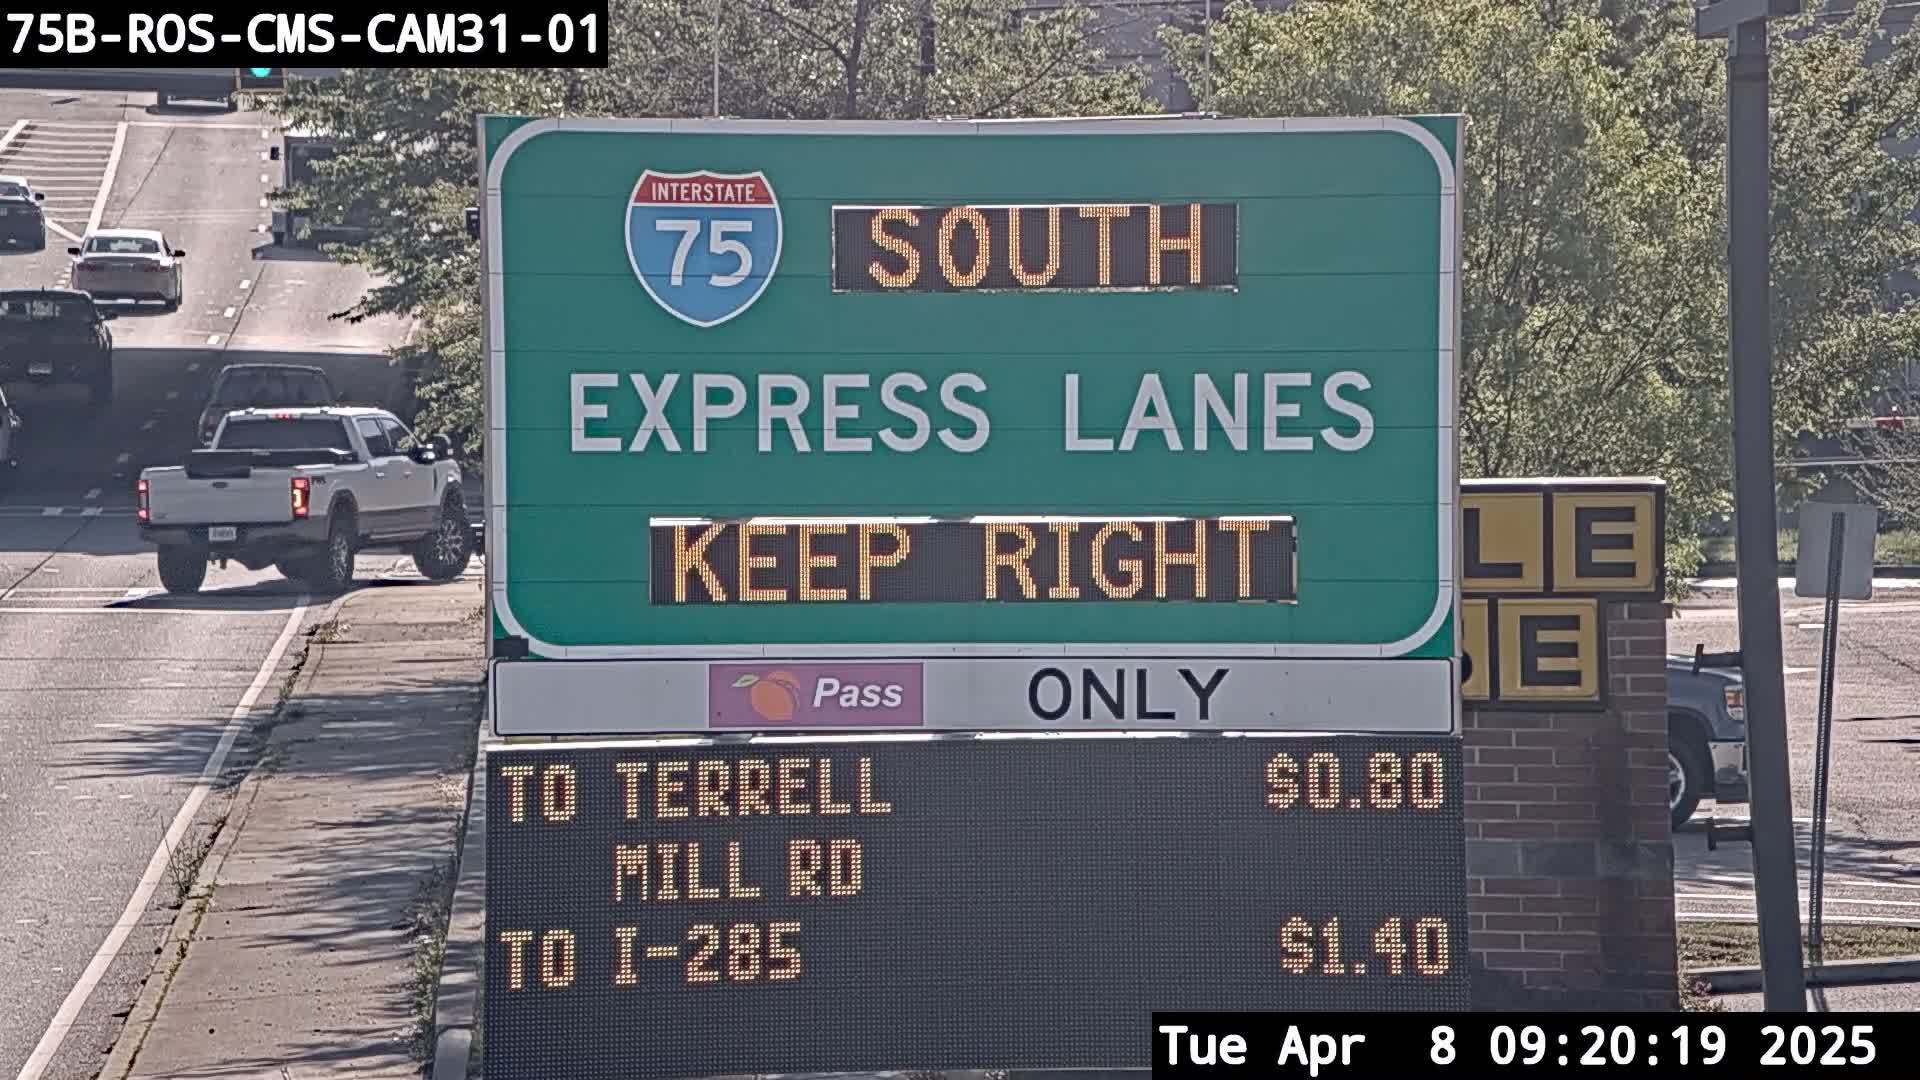 75B-ROS-CMS-CAM31-01
INTERSTATE
75
SOUTH
EXPRESS LANES
KEEP RIGHT
Pass ONLY
TO TERRELL $0.80
MILL RD
TO I-285 $1.40
LE
E
Tue Apr 8 09:20:19 2025